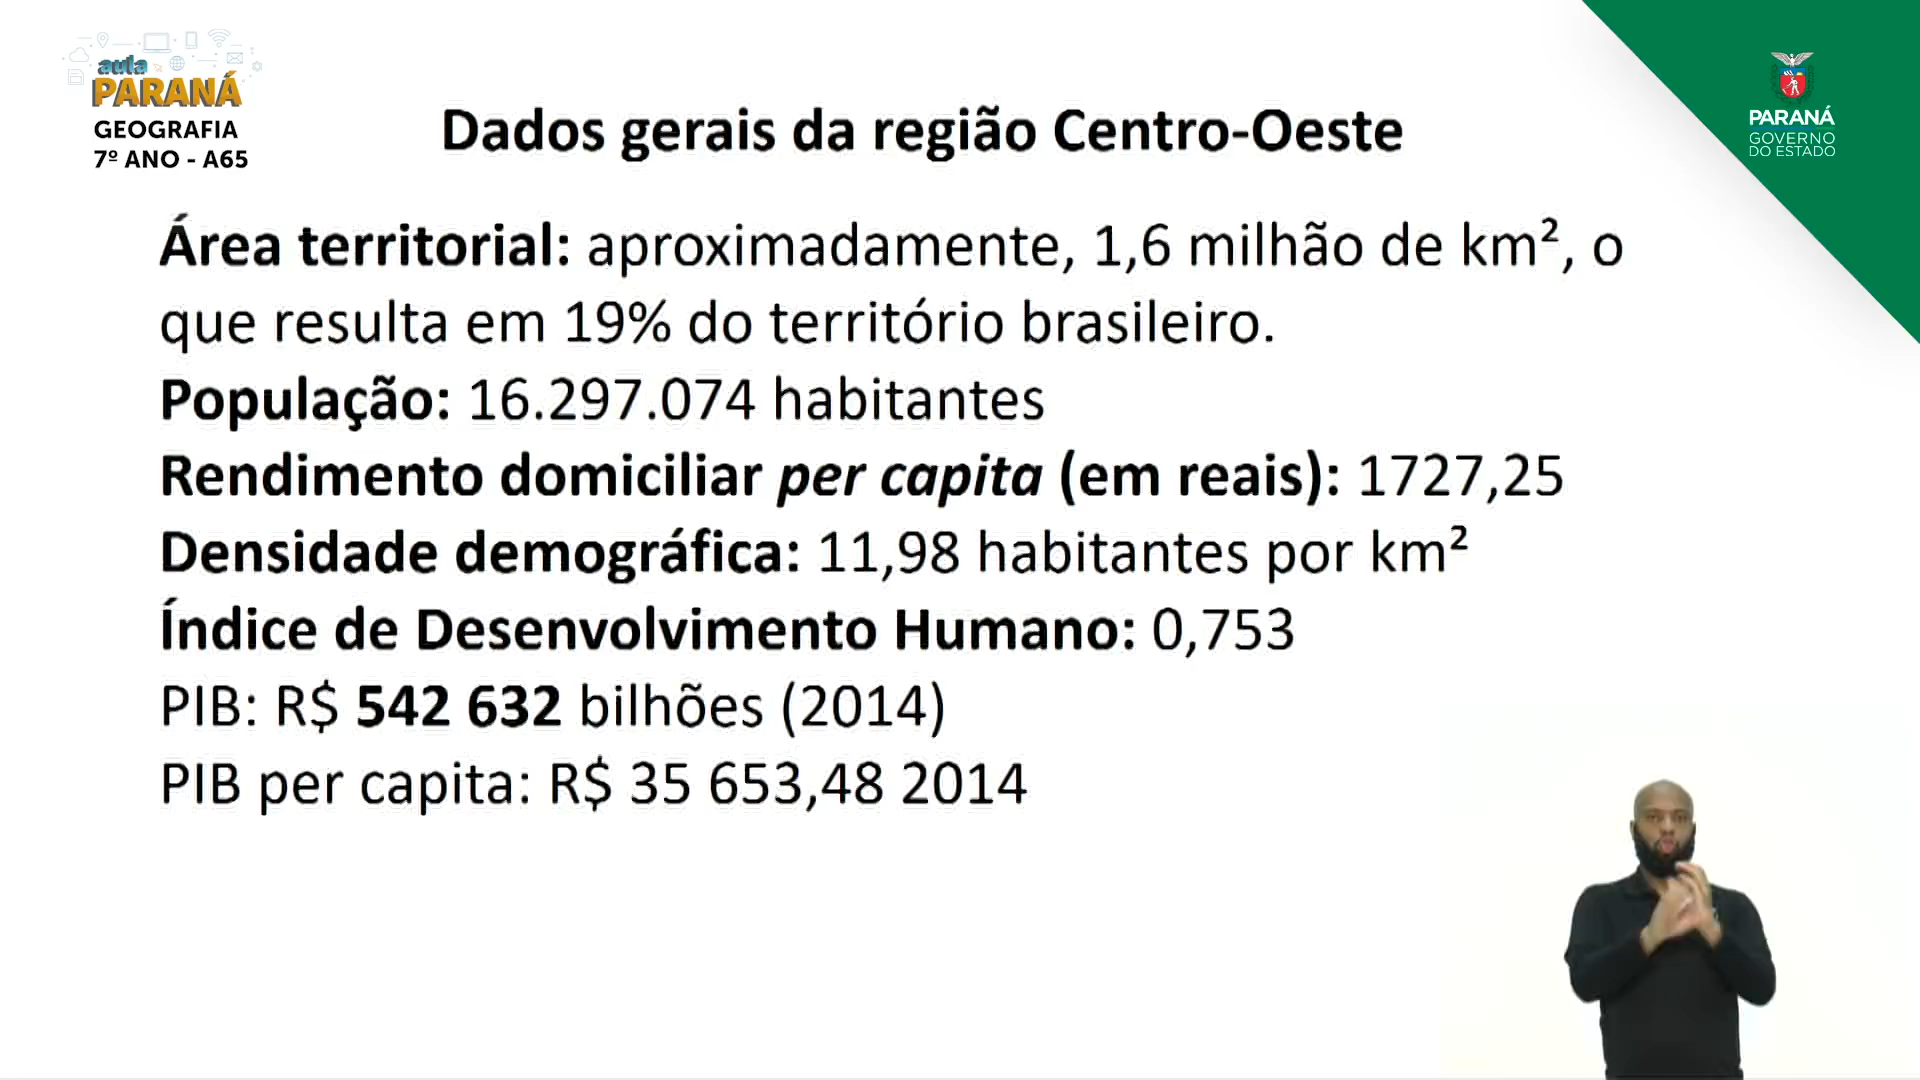 aula
PARANÁ
GEOGRAFIA
7º ANO - A65
PARANÁ
GOVERNO
DO ESTADO
Dados gerais da região Centro-Oeste
Área territorial: aproximadamente, 1,6 milhão de km², o
que resulta em 19% do território brasileiro.
População: 16.297.074 habitantes
Rendimento domiciliar per capita (em reais): 1727,25
Densidade demográfica: 11,98 habitantes por km²
Índice de Desenvolvimento Humano: 0,753
PIB: R$ 542 632 bilhões (2014)
PIB per capita: R$ 35 653,48 2014